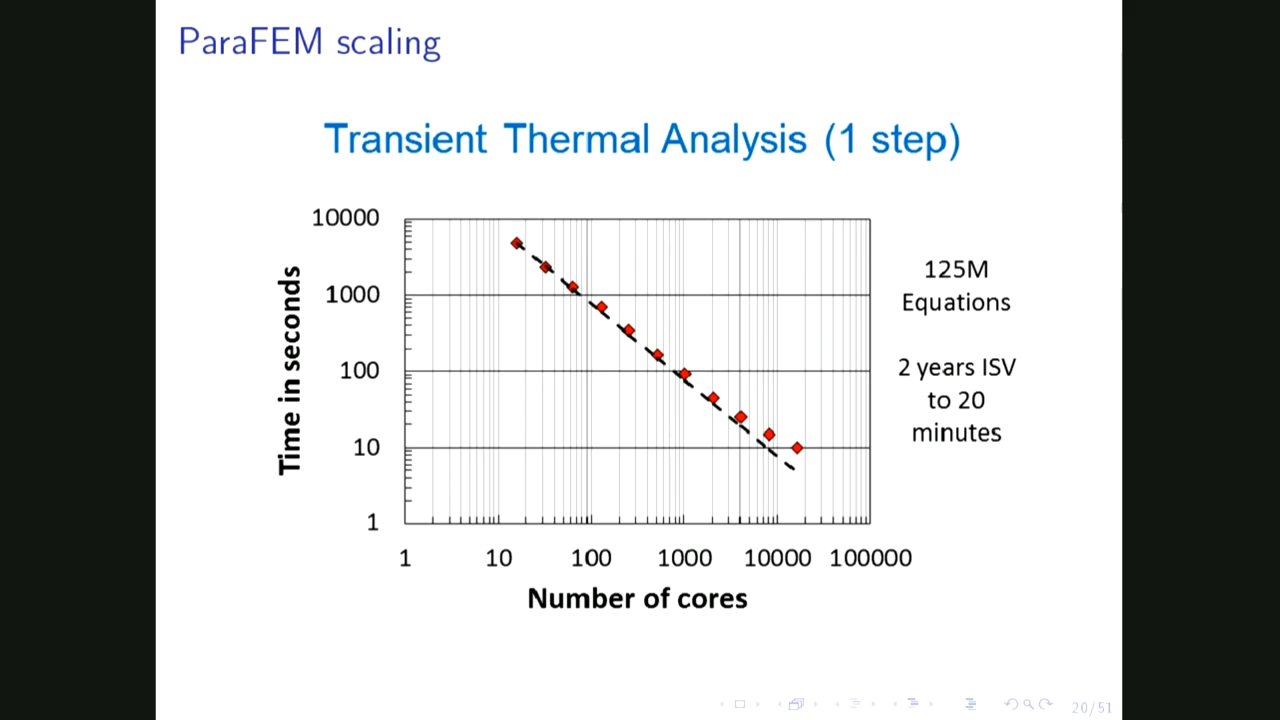 ParaFEM scaling
Transient Thermal Analysis (1 step)
10000
1000
100
10
1
Time in seconds
1 10 100 1000 10000 100000
Number of cores
125M
Equations
2 years ISV
to 20
minutes
20/51